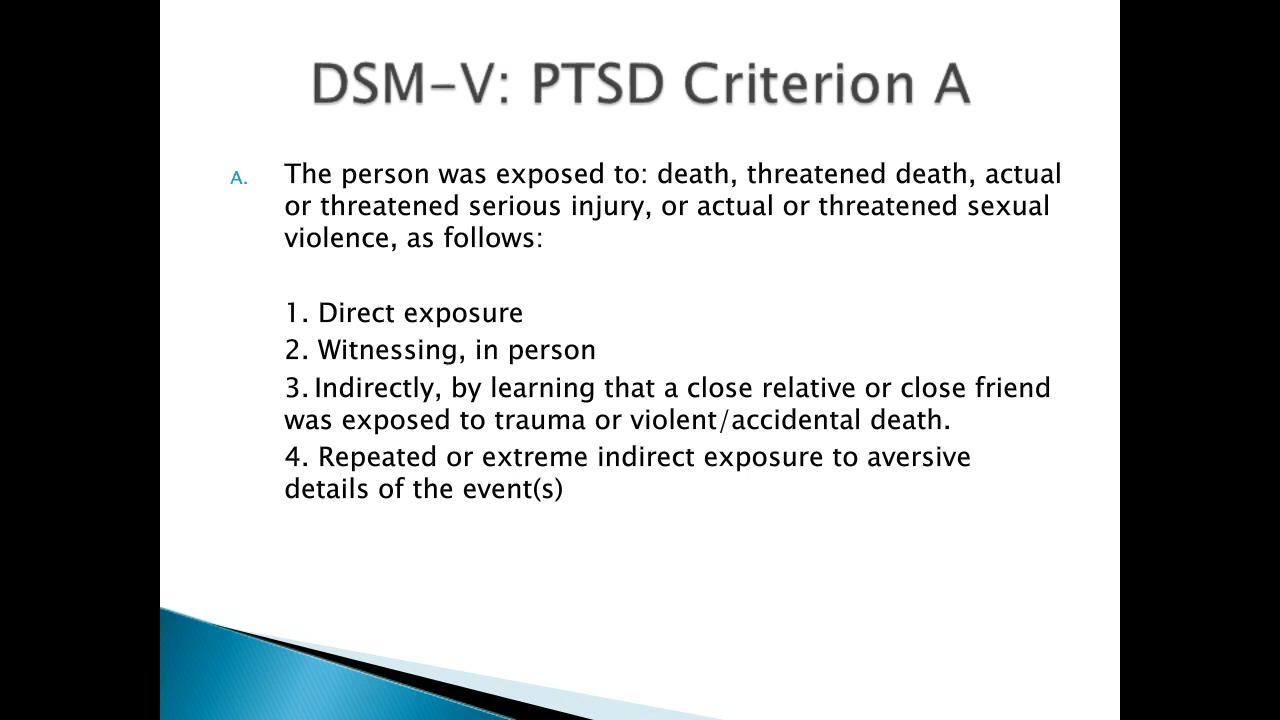 DSM-V: PTSD Criterion A
A. The person was exposed to: death, threatened death, actual
or threatened serious injury, or actual or threatened sexual
violence, as follows:
1. Direct exposure
2. Witnessing, in person
3. Indirectly, by learning that a close relative or close friend
was exposed to trauma or violent/accidental death.
4. Repeated or extreme indirect exposure to aversive
details of the event(s)